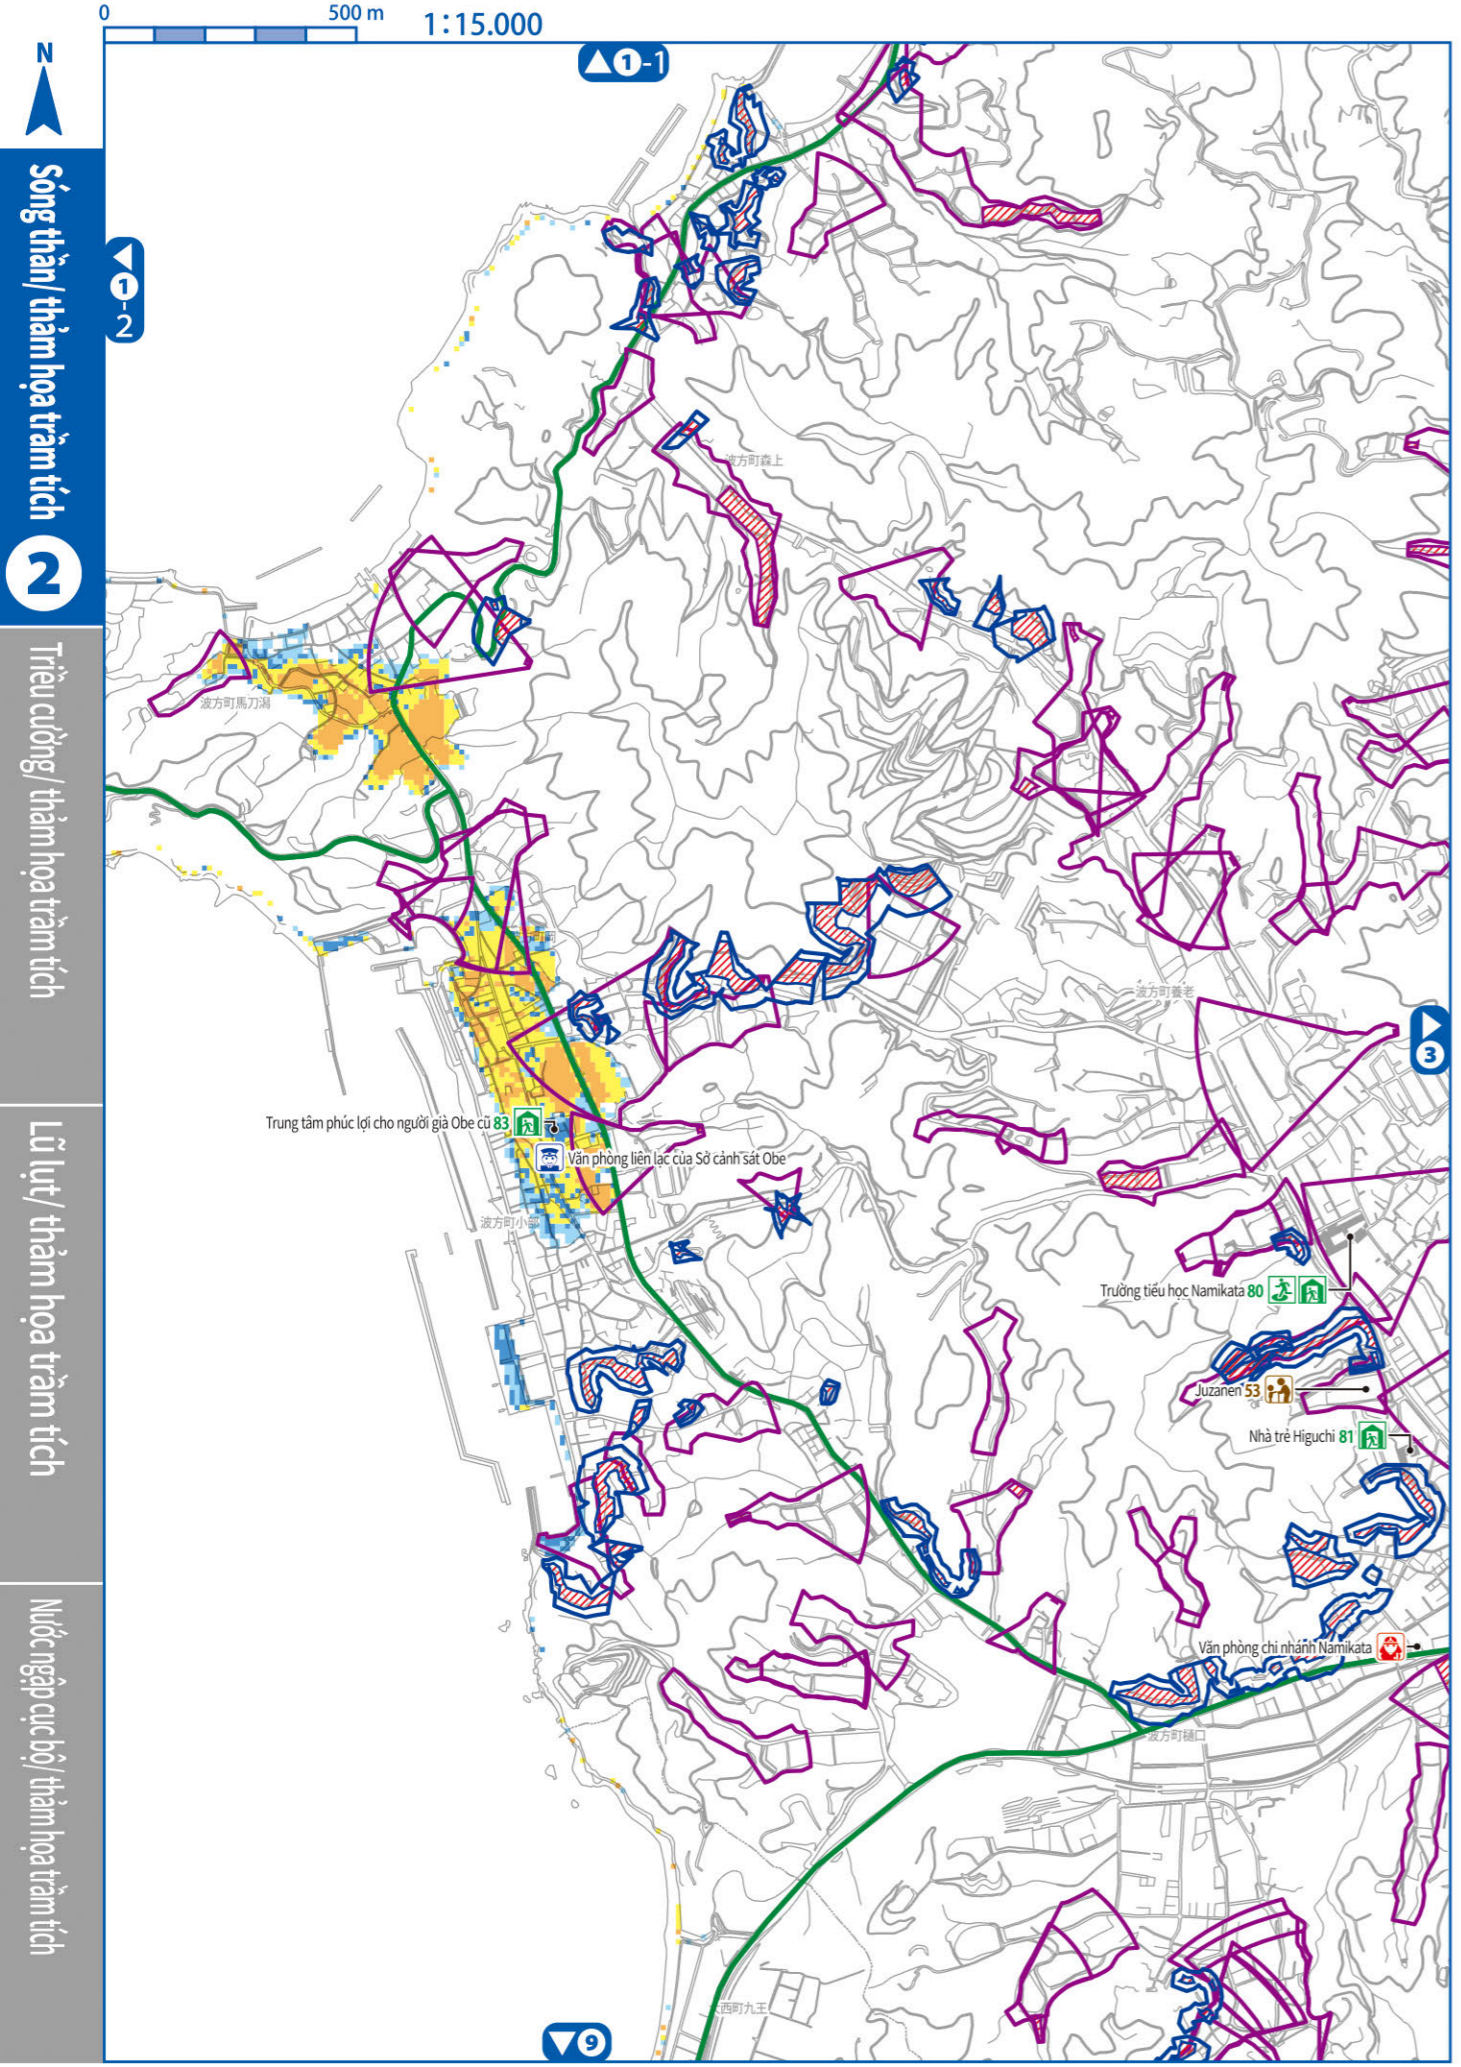 0
500 m
1:15.000
▲1-1
N
Sóng thần/ thảm họa trầm tích
2
Triều cường/ thảm họa trầm tích
Lũ lụt/ thảm họa trầm tích
Nước ngập cục bộ/ thảm họa trầm tích
◀1-2
波方町森上
波方町馬刀潟
波方町養老
▶3
Trung tâm phúc lợi cho người già Obe cũ 83
Văn phòng liên lạc của Sở cảnh sát Obe
波方町小部
Trường tiểu học Namikata 80
Juzanen 53
Nhà trẻ Higuchi 81
Văn phòng chi nhánh Namikata
波方町樋口
大西町九王
▼9